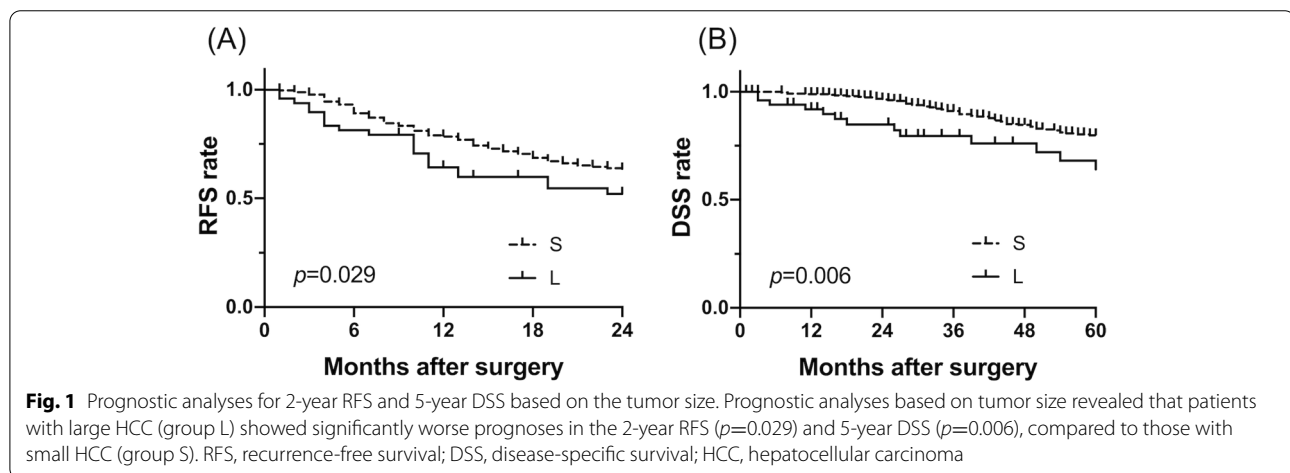 (A)
1.0
0.5
0.0
RFS rate
S
L
p=0.029
0
6
12
18
24
Months after surgery
(B)
1.0
0.5
0.0
DSS rate
S
L
p=0.006
0
12
24
36
48
60
Months after surgery
Fig. 1 Prognostic analyses for 2-year RFS and 5-year DSS based on the tumor size. Prognostic analyses based on tumor size revealed that patients
with large HCC (group L) showed significantly worse prognoses in the 2-year RFS (p=0.029) and 5-year DSS (p=0.006), compared to those with
small HCC (group S). RFS, recurrence-free survival; DSS, disease-specific survival; HCC, hepatocellular carcinoma